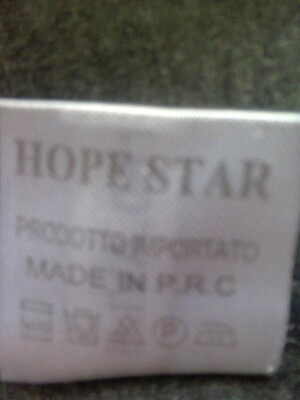 HOPE STAR
PRODOTTO IMPORTATO
MADE IN P.R.C
P